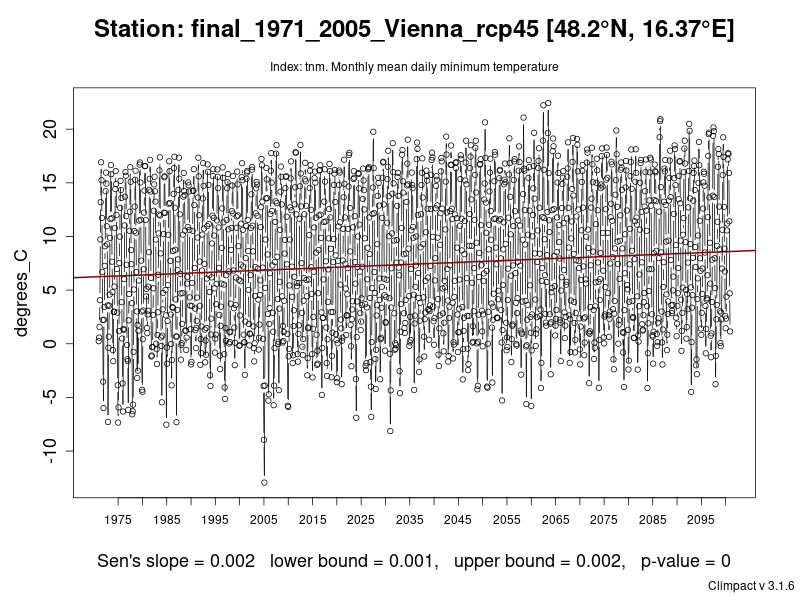 Station: final_1971_2005_Vienna_rcp45 [48.2°N, 16.37°E]
Index: tnm. Monthly mean daily minimum temperature
degrees_C
20
15
10
5
0
-5
-10
1975 1985 1995 2005 2015 2025 2035 2045 2055 2065 2075 2085 2095
Sen's slope = 0.002 lower bound = 0.001, upper bound = 0.002, p-value = 0
Climpact v 3.1.6